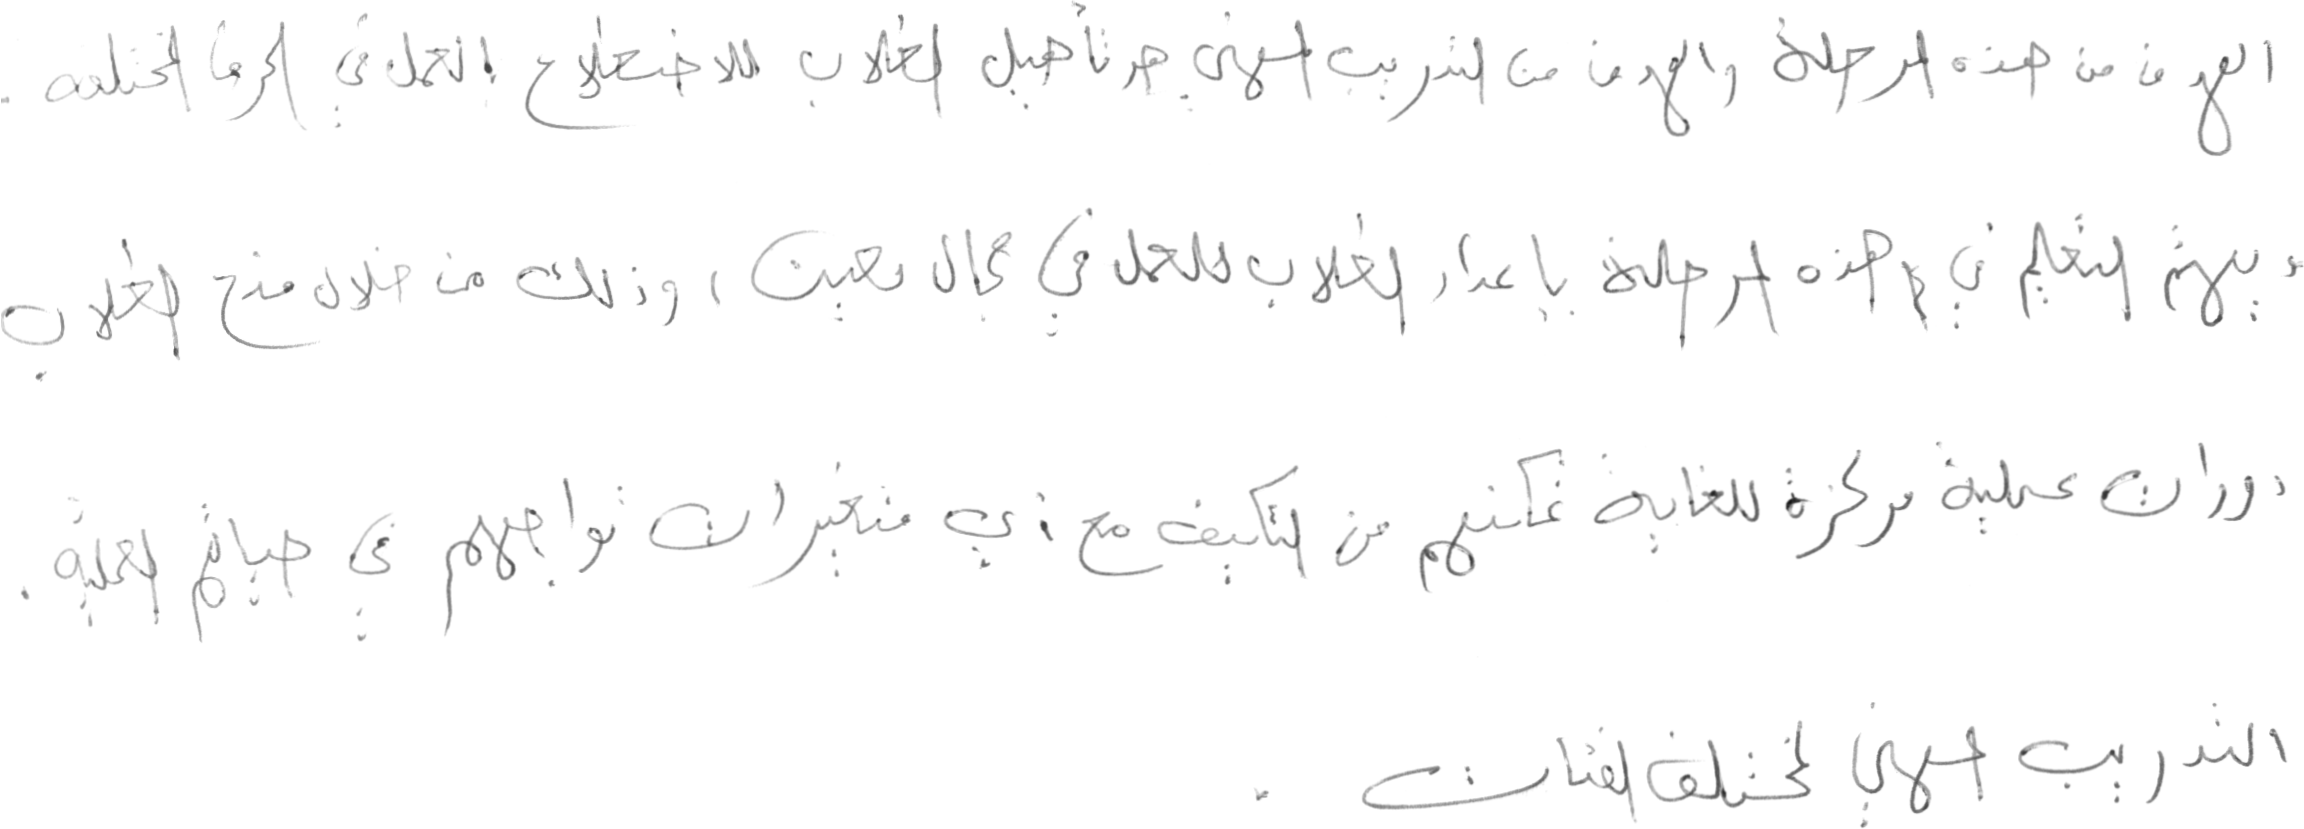 الهدف من هذه المرحلة والهدف من التدريب المهني هو تأهيل الطلاب للاضطلاع بالعمل في الحرف المختلفة .
ويهتم التعليم في هذه المرحلة بإعداد الطلاب للعمل في مجال معين ، وذلك من خلال منح الطلاب
دورات عملية مركزة للغاية تمكنهم من التكيف مع أي متغيرات تواجههم في حياتهم العملية .
التدريب المهني لمختلف الفئات .